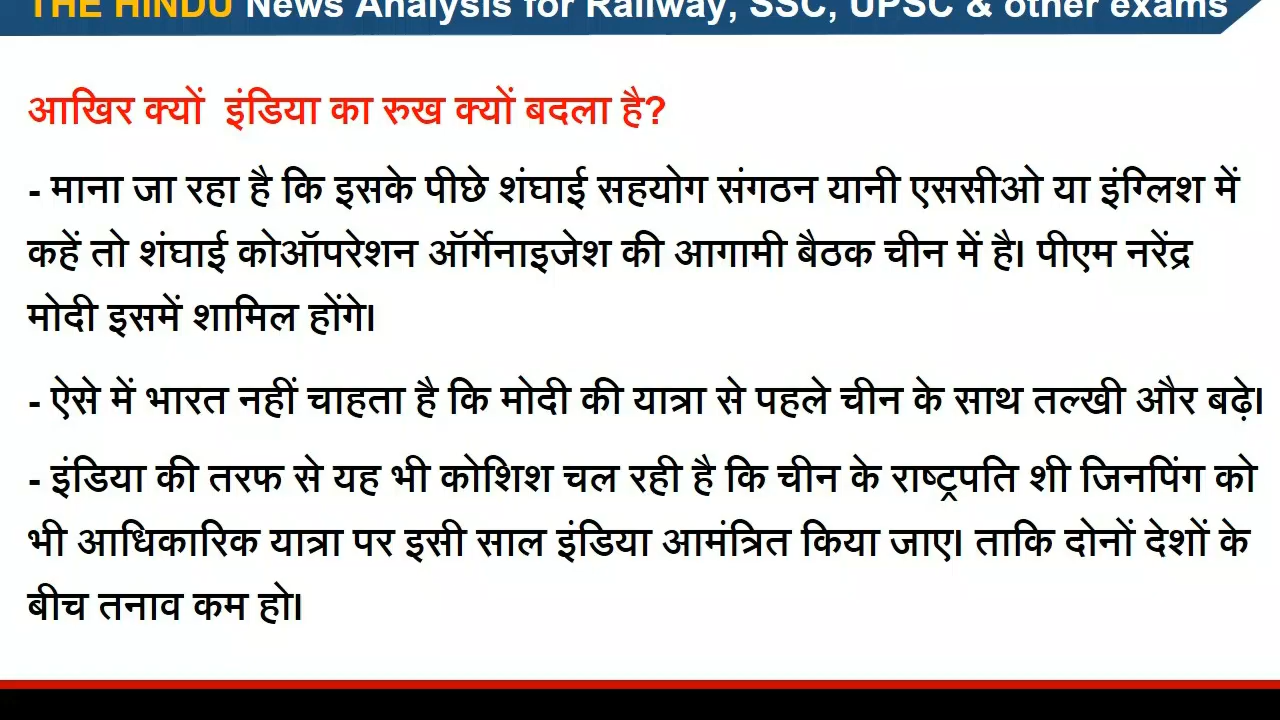 THE HINDU News Analysis for Railway, SSC, UPSC & other exams
आखिर क्यों इंडिया का रुख क्यों बदला है?
- माना जा रहा है कि इसके पीछे शंघाई सहयोग संगठन यानी एससीओ या इंग्लिश में
कहें तो शंघाई कोऑपरेशन ऑर्गेनाइजेश की आगामी बैठक चीन में है। पीएम नरेंद्र
मोदी इसमें शामिल होंगे।
- ऐसे में भारत नहीं चाहता है कि मोदी की यात्रा से पहले चीन के साथ तल्खी और बढ़े।
- इंडिया की तरफ से यह भी कोशिश चल रही है कि चीन के राष्ट्रपति शी जिनपिंग को
भी आधिकारिक यात्रा पर इसी साल इंडिया आमंत्रित किया जाए। ताकि दोनों देशों के
बीच तनाव कम हो।